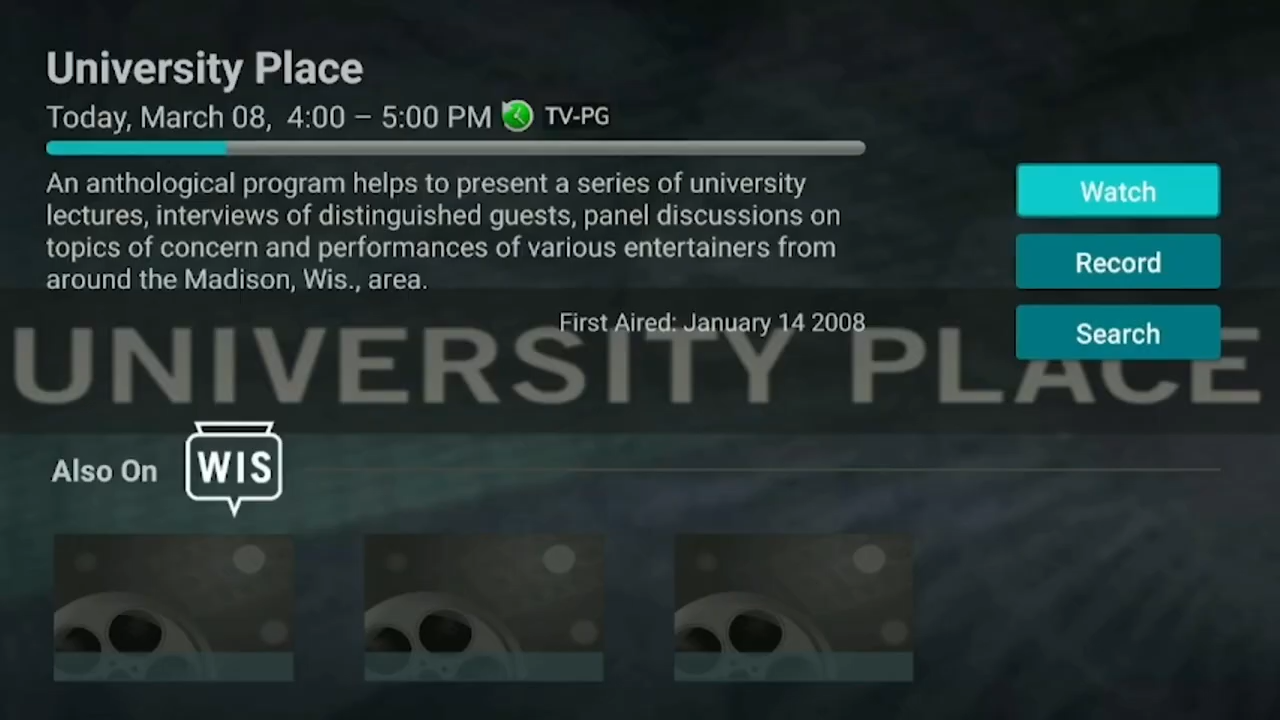 University Place
Today, March 08,  4:00 – 5:00 PM TV-PG
An anthological program helps to present a series of university
lectures, interviews of distinguished guests, panel discussions on
topics of concern and performances of various entertainers from
around the Madison, Wis., area.
First Aired: January 14 2008
Watch
Record
Search
UNIVERSITY PLACE
Also On WIS